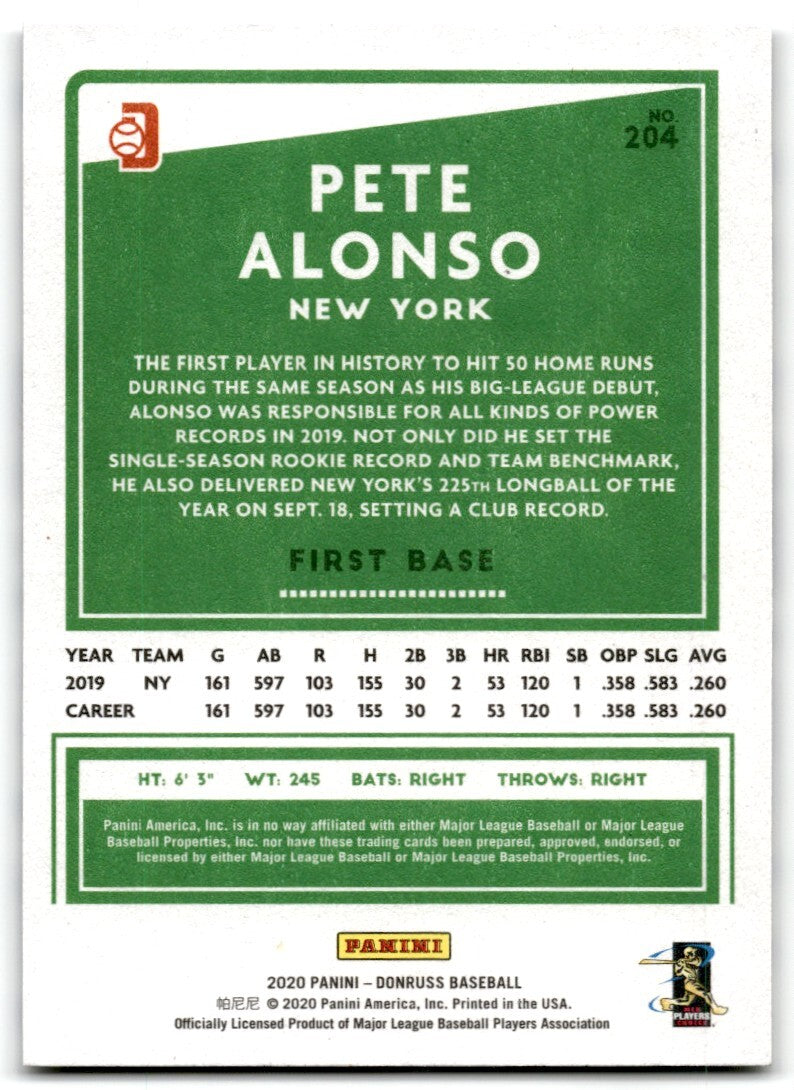 NO.
204
PETE
ALONSO
NEW YORK
THE FIRST PLAYER IN HISTORY TO HIT 50 HOME RUNS
DURING THE SAME SEASON AS HIS BIG-LEAGUE DEBUT,
ALONSO WAS RESPONSIBLE FOR ALL KINDS OF POWER
RECORDS IN 2019. NOT ONLY DID HE SET THE
SINGLE-SEASON ROOKIE RECORD AND TEAM BENCHMARK,
HE ALSO DELIVERED NEW YORK'S 225TH LONGBALL OF THE
YEAR ON SEPT. 18, SETTING A CLUB RECORD.
FIRST BASE
YEAR TEAM G AB R H 2B 3B HR RBI SB OBP SLG AVG
2019 NY 161 597 103 155 30 2 53 120 1 .358 .583 .260
CAREER 161 597 103 155 30 2 53 120 1 .358 .583 .260
HT: 6' 3" WT: 245 BATS: RIGHT THROWS: RIGHT
Panini America, Inc. is in no way affiliated with either Major League Baseball or Major League
Baseball Properties, Inc. nor have these trading cards been prepared, approved, endorsed, or
licensed by either Major League Baseball or Major League Baseball Properties, Inc.
PANINI
2020 PANINI – DONRUSS BASEBALL
帕尼尼 © 2020 Panini America, Inc. Printed in the USA.
Officially Licensed Product of Major League Baseball Players Association
MLB
PLAYERS
CHOICE